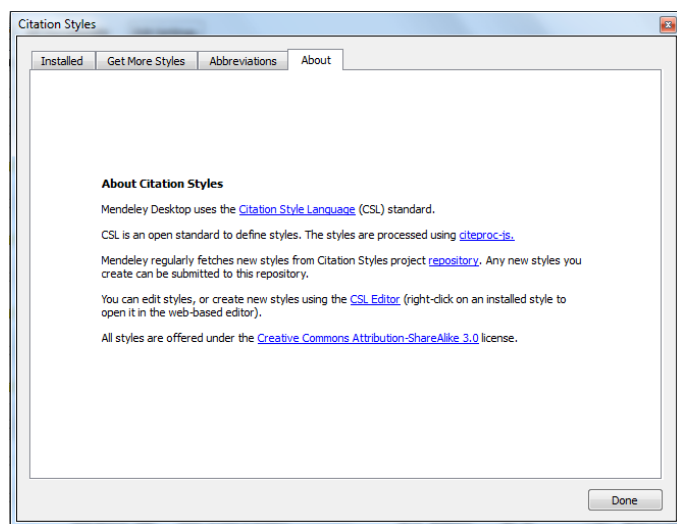 Citation Styles
Installed
Get More Styles
Abbreviations
About
About Citation Styles
Mendeley Desktop uses the Citation Style Language (CSL) standard.
CSL is an open standard to define styles. The styles are processed using citeproc-js.
Mendeley regularly fetches new styles from Citation Styles project repository. Any new styles you
create can be submitted to this repository.
You can edit styles, or create new styles using the CSL Editor (right-click on an installed style to
open it in the web-based editor).
All styles are offered under the Creative Commons Attribution-ShareAlike 3.0 license.
Done